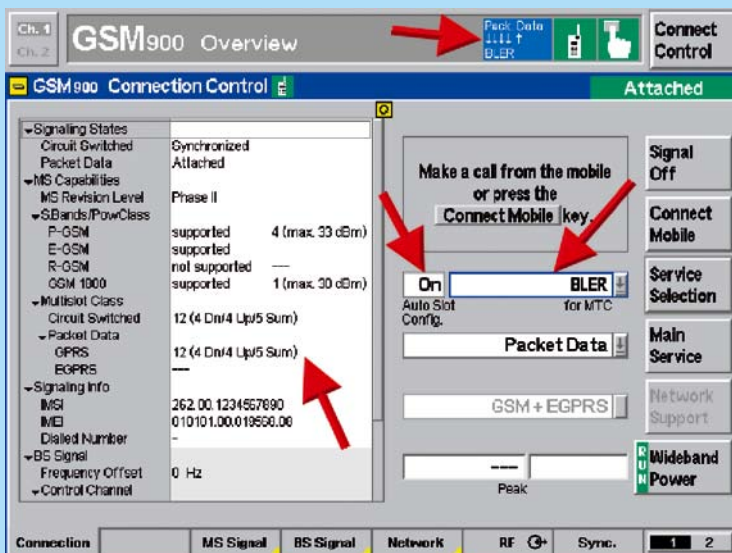 Ch. 1
Ch. 2
GSM900 Overview
Pack Data
BLER
Connect
Control
GSM900 Connection Control
Attached
Signaling States
Circuit Switched Synchronized
Packet Data Attached
MS Capabilities
MS Revision Level Phase II
S.Bands/PowClass
P-GSM supported 4 (max. 33 dBm)
E-GSM supported
R-GSM not supported ---
GSM 1800 supported 1 (max. 30 dBm)
Multislot Class
Circuit Switched 12 (4 Dn/4 Up/5 Sum)
Packet Data
GPRS 12 (4 Dn/4 Up/5 Sum)
EGPRS ---
Signaling Info
IMSI 262.00.1234567890
IMEI 010101.00.019568.08
Dialed Number -
BS Signal
Frequency Offset 0 Hz
Control Channel
Make a call from the mobile
or press the
Connect Mobile key.
On
BLER
Auto Slot
Config.
for MTC
Packet Data
GSM+EGPRS
---
Peak
Signal
Off
Connect
Mobile
Service
Selection
Main
Service
Network
Support
RUN
Wideband
Power
Connection
MS Signal
BS Signal
Network
RF
Sync.
1 2